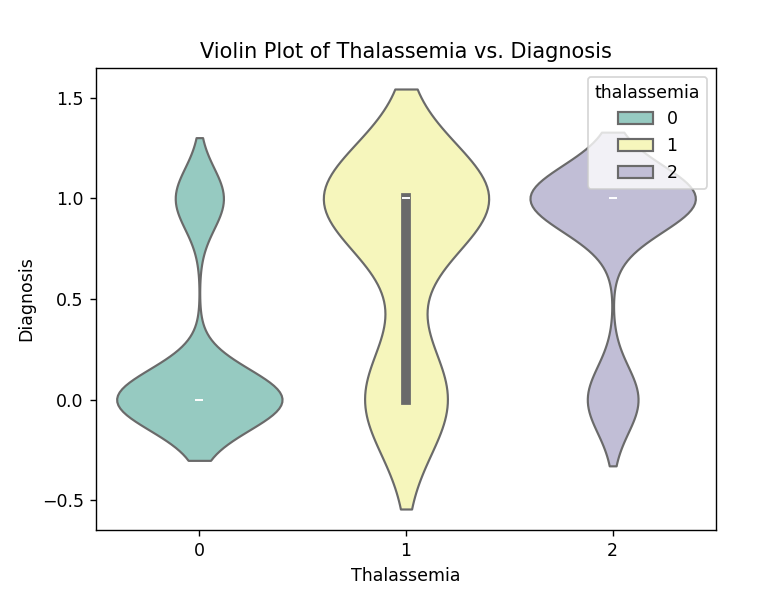 Violin Plot of Thalassemia vs. Diagnosis
thalassemia
0
1
2
1.5
1.0
0.5
0.0
−0.5
Diagnosis
0 1 2
Thalassemia